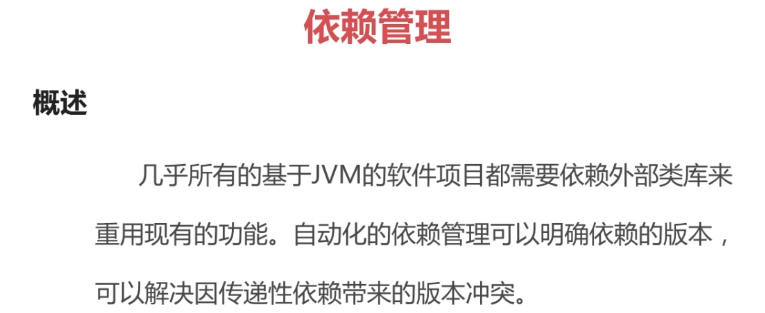 依赖管理
概述
几乎所有的基于JVM的软件项目都需要依赖外部类库来
重用现有的功能。自动化的依赖管理可以明确依赖的版本，
可以解决因传递性依赖带来的版本冲突。